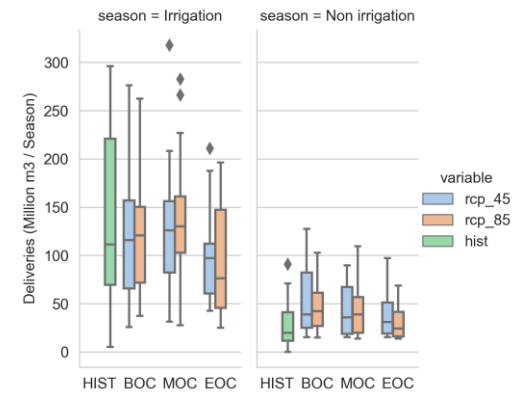 season = Irrigation
season = Non irrigation
Deliveries (Million m3 / Season)
300
250
200
150
100
50
0
HIST BOC MOC EOC
HIST BOC MOC EOC
variable
rcp_45
rcp_85
hist